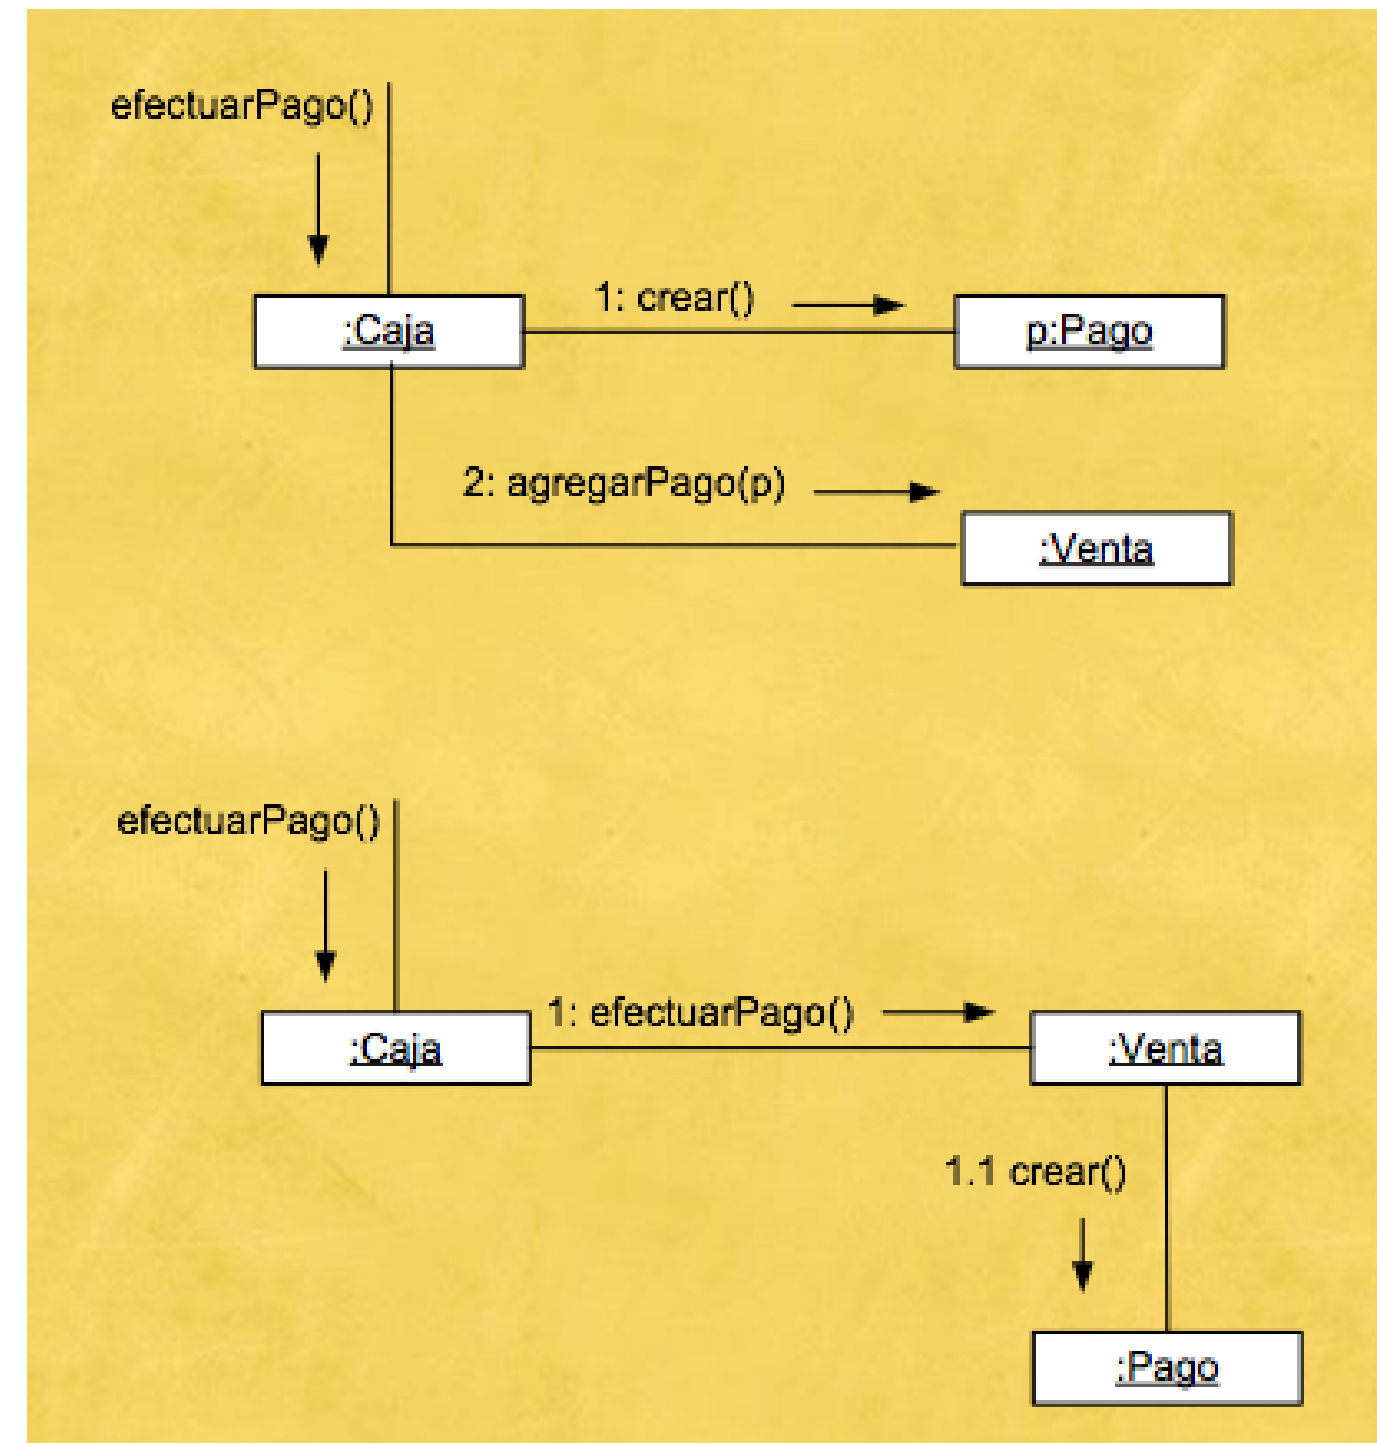 efectuarPago()
1: crear()
:Caja
p:Pago
2: agregarPago(p)
:Venta
efectuarPago()
1: efectuarPago()
:Caja
:Venta
1.1 crear()
:Pago